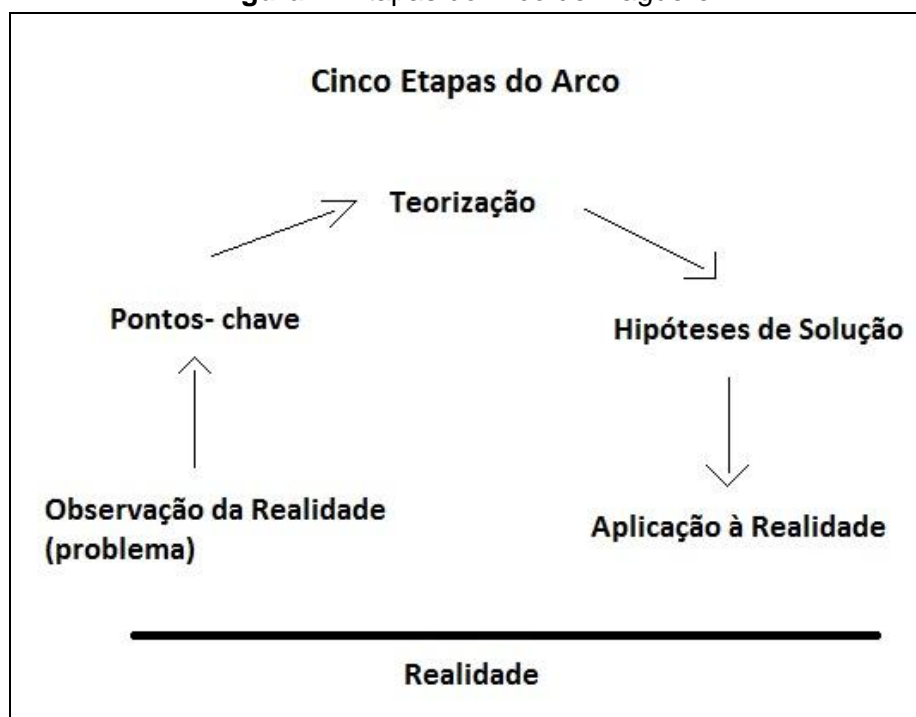 Cinco Etapas do Arco
Teorização
Pontos- chave
Hipóteses de Solução
Observação da Realidade
(problema)
Aplicação à Realidade
Realidade